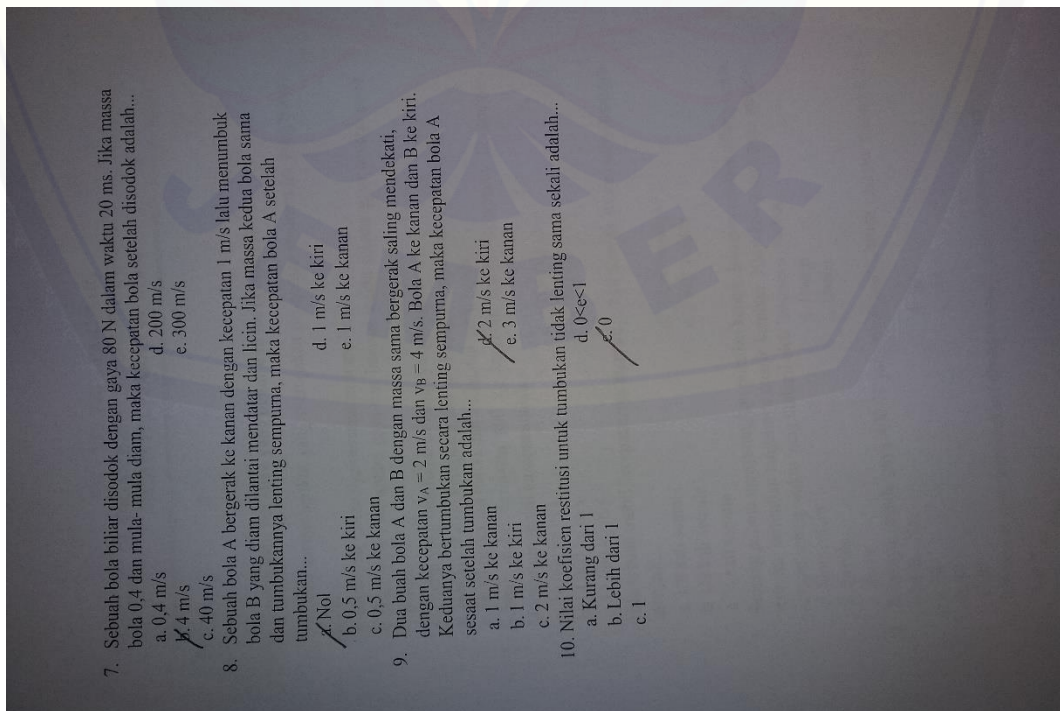 7. Sebuah bola biliar disodok dengan gaya 80 N dalam waktu 20 ms. Jika massa
bola 0,4 dan mula- mula diam, maka kecepatan bola setelah disodok adalah...
a. 0,4 m/s d. 200 m/s
b. 4 m/s e. 300 m/s
c. 40 m/s
8. Sebuah bola A bergerak ke kanan dengan kecepatan 1 m/s lalu menumbuk
bola B yang diam dilantai mendatar dan licin. Jika massa kedua bola sama
dan tumbukannya lenting sempurna, maka kecepatan bola A setelah
tumbukan...
a. Nol d. 1 m/s ke kiri
b. 0,5 m/s ke kiri e. 1 m/s ke kanan
c. 0,5 m/s ke kanan
9. Dua buah bola A dan B dengan massa sama bergerak saling mendekati,
dengan kecepatan vA = 2 m/s dan vB = 4 m/s. Bola A ke kanan dan B ke kiri.
Keduanya bertumbukan secara lenting sempurna, maka kecepatan bola A
sesaat setelah tumbukan adalah...
a. 1 m/s ke kanan d. 2 m/s ke kiri
b. 1 m/s ke kiri e. 3 m/s ke kanan
c. 2 m/s ke kanan
10. Nilai koefisien restitusi untuk tumbukan tidak lenting sama sekali adalah...
a. Kurang dari 1 d. 0<e<1
b. Lebih dari 1 e. 0
c. 1
JEMBER